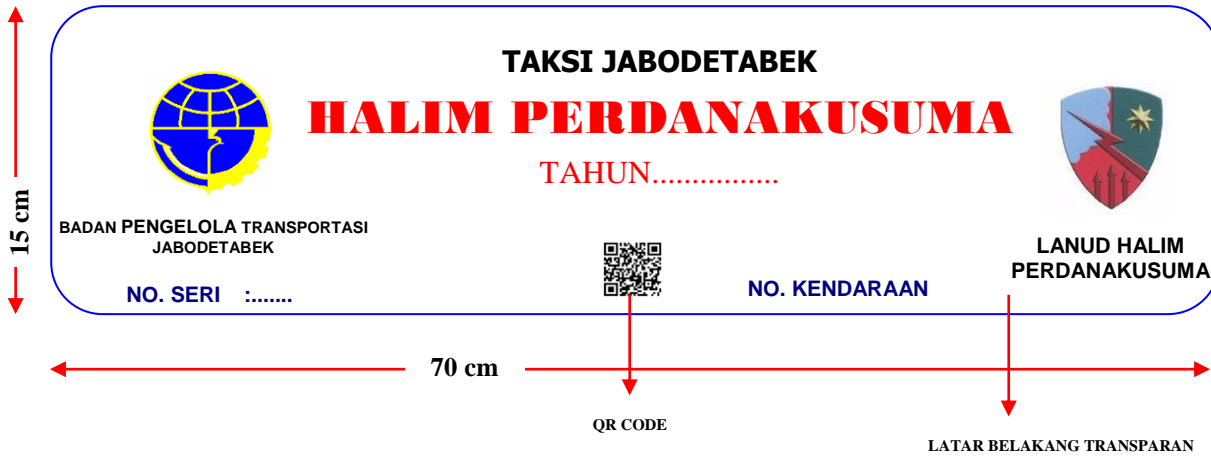 TAKSI JABODETABEK
HALIM PERDANAKUSUMA
TAHUN................
BADAN PENGELOLA TRANSPORTASI
JABODETABEK
LANUD HALIM
PERDANAKUSUMA
NO. SERI :.......
NO. KENDARAAN
15 cm
70 cm
QR CODE
LATAR BELAKANG TRANSPARAN